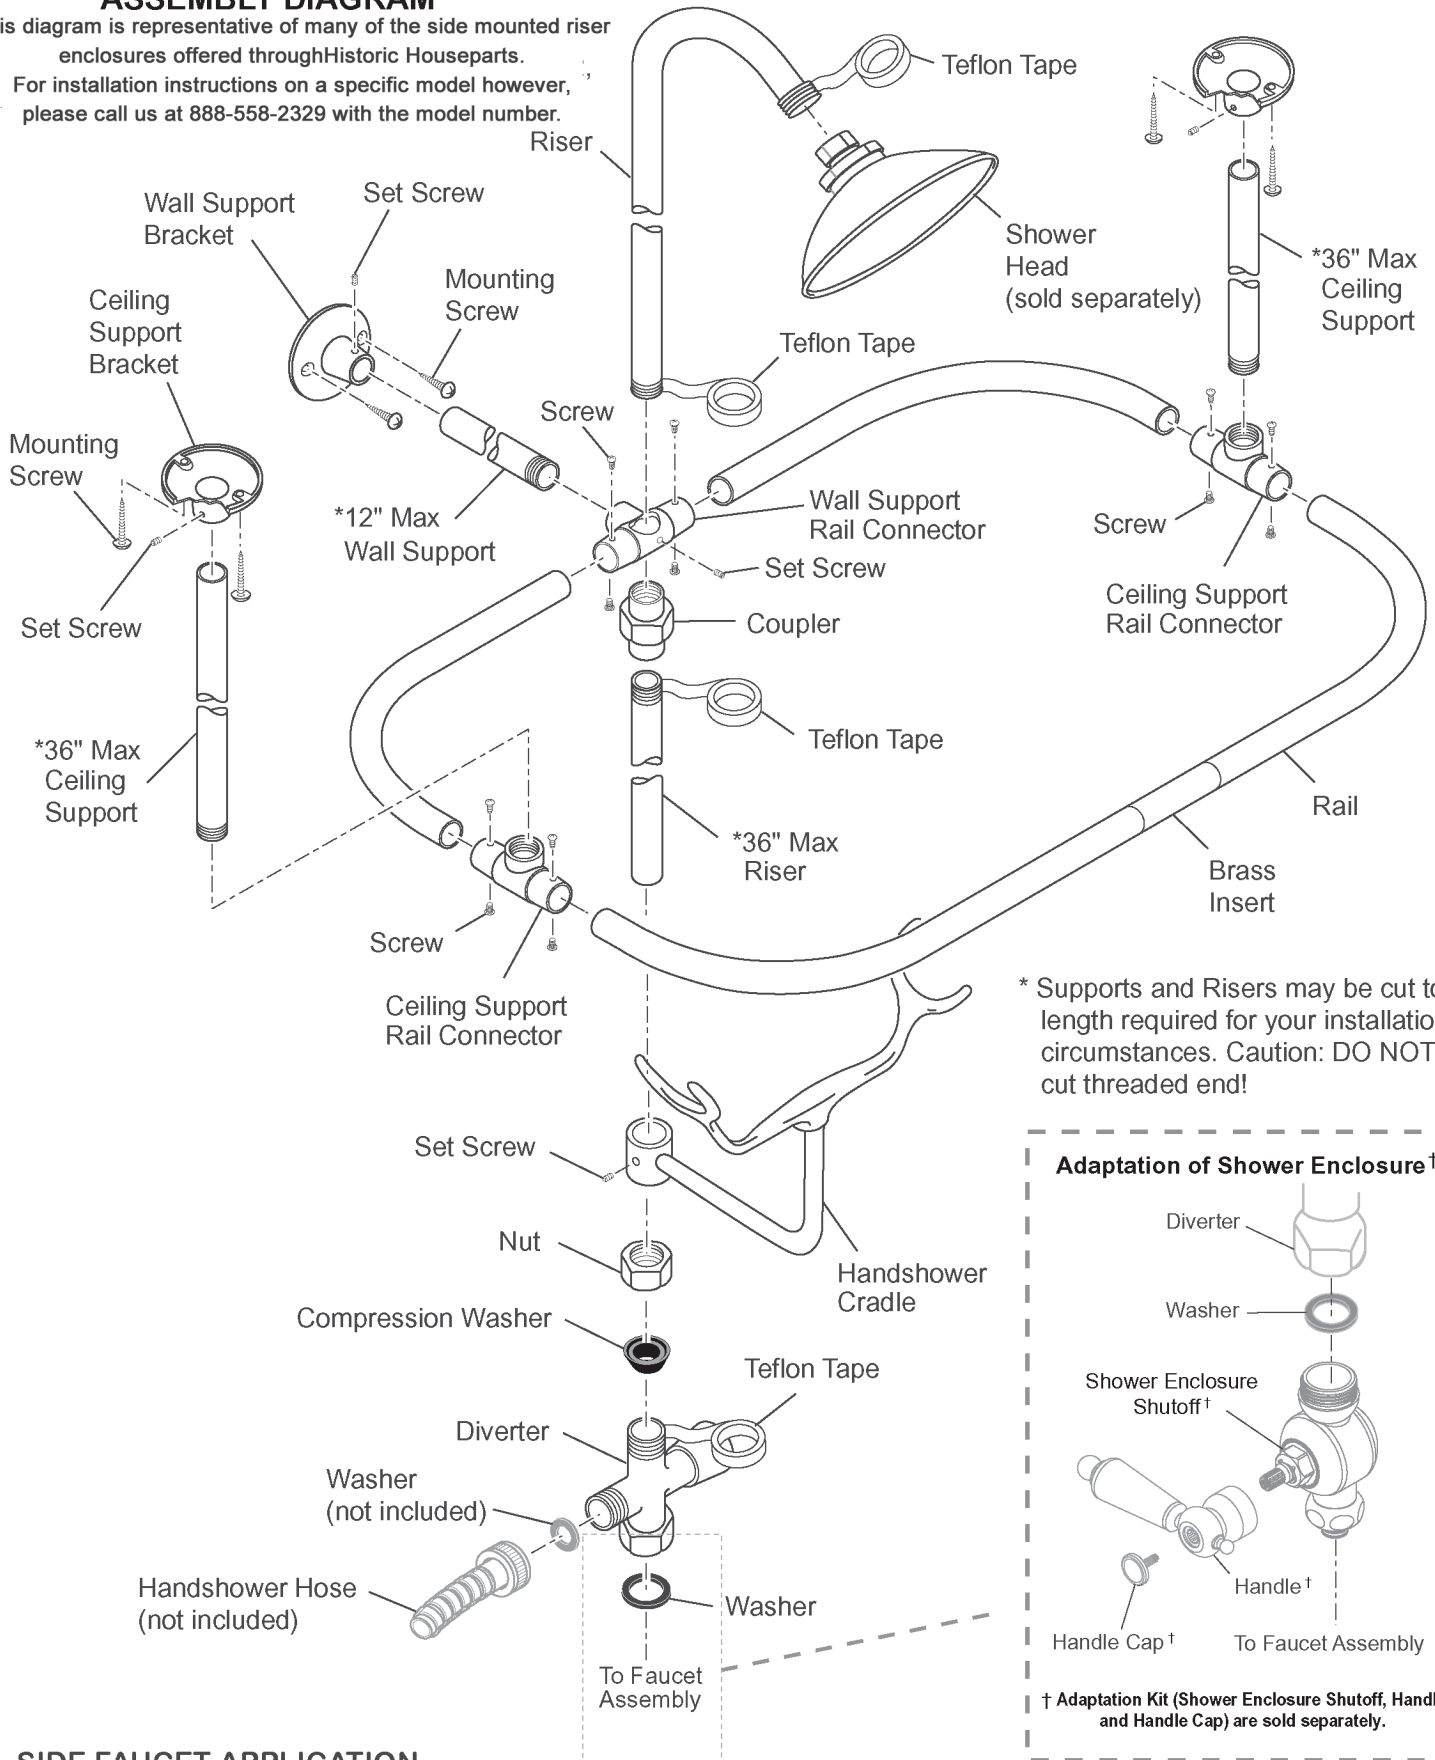 ASSEMBLY DIAGRAM
is diagram is representative of many of the side mounted riser
enclosures offered throughHistoric Houseparts.
For installation instructions on a specific model however,
please call us at 888-558-2329 with the model number.
Teflon Tape
Riser
Set Screw
Wall Support
Bracket
Shower
Head
(sold separately)
*36" Max
Ceiling
Support
Mounting
Screw
Ceiling
Support
Bracket
Teflon Tape
Screw
Mounting
Screw
*12" Max
Wall Support
Wall Support
Rail Connector
Screw
Set Screw
Ceiling Support
Rail Connector
Set Screw
Coupler
Teflon Tape
*36" Max
Ceiling
Support
Rail
*36" Max
Riser
Brass
Insert
Screw
Ceiling Support
Rail Connector
* Supports and Risers may be cut to
length required for your installatio
circumstances. Caution: DO NOT
cut threaded end!
Set Screw
Adaptation of Shower Enclosure†
Diverter
Nut
Handshower
Cradle
Washer
Compression Washer
Teflon Tape
Shower Enclosure
Shutoff†
Diverter
Washer
(not included)
Handshower Hose
(not included)
Washer
Handle†
Handle Cap†
To Faucet Assembly
To Faucet
Assembly
† Adaptation Kit (Shower Enclosure Shutoff, Handl
and Handle Cap) are sold separately.
SIDE FAUCET APPLICATION